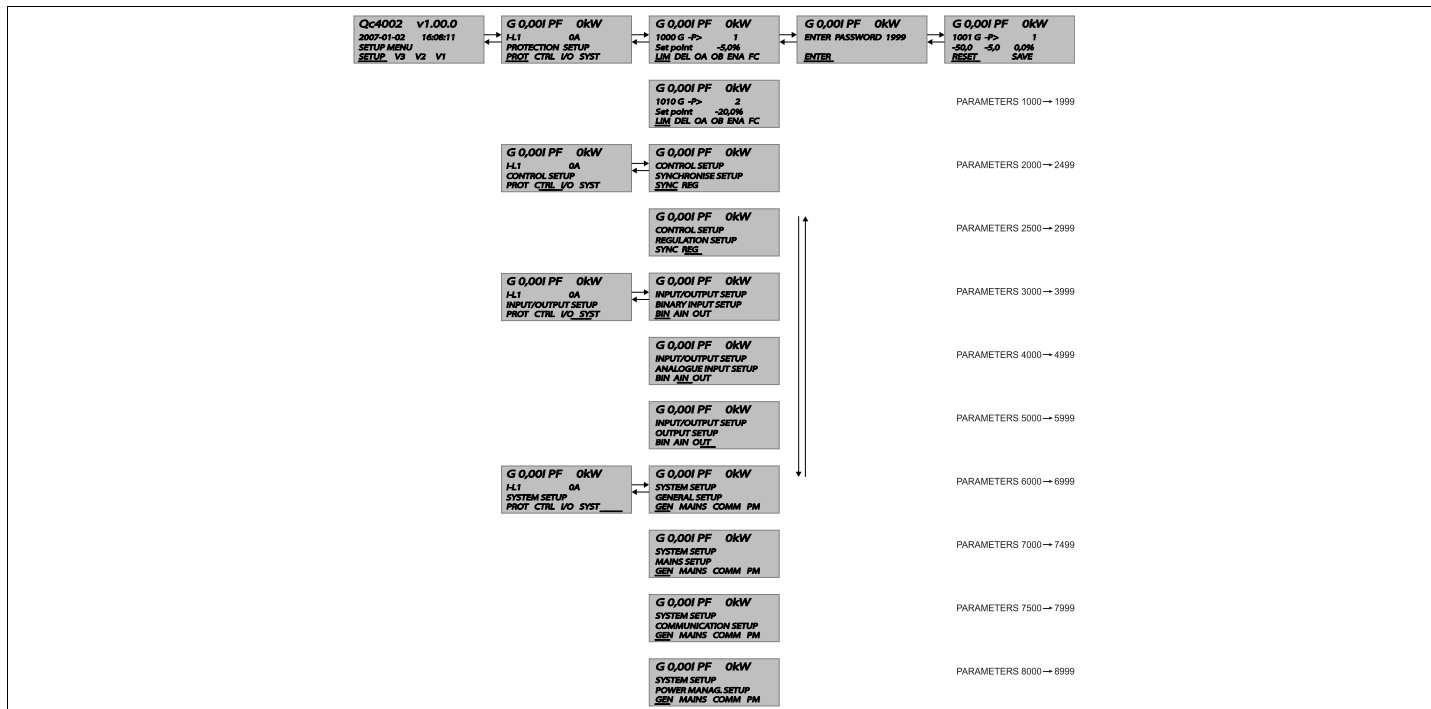 Qc4002 v1.00.0
2007-01-02 16:08:11
SETUP MENU
SETUP V3 V2 V1
G 0,00I PF 0kW
I-L1 0A
PROTECTION SETUP
PROT CTRL I/O SYST
G 0,00I PF 0kW
1000 G -P> 1
Set point -5,0%
LIM DEL OA OB ENA FC
G 0,00I PF 0kW
ENTER PASSWORD 1999
ENTER
G 0,00I PF 0kW
1001 G -P> 1
-50,0 -5,0 0,0%
RESET SAVE
G 0,00I PF 0kW
1010 G -P> 2
Set point -20,0%
LIM DEL OA OB ENA FC
PARAMETERS 1000→1999
G 0,00I PF 0kW
I-L1 0A
CONTROL SETUP
PROT CTRL I/O SYST
G 0,00I PF 0kW
CONTROL SETUP
SYNCHRONISE SETUP
SYNC REG
PARAMETERS 2000→2499
G 0,00I PF 0kW
CONTROL SETUP
REGULATION SETUP
SYNC REG
PARAMETERS 2500→2999
G 0,00I PF 0kW
I-L1 0A
INPUT/OUTPUT SETUP
PROT CTRL I/O SYST
G 0,00I PF 0kW
INPUT/OUTPUT SETUP
BINARY INPUT SETUP
BIN AIN OUT
PARAMETERS 3000→3999
G 0,00I PF 0kW
INPUT/OUTPUT SETUP
ANALOGUE INPUT SETUP
BIN AIN OUT
PARAMETERS 4000→4999
G 0,00I PF 0kW
INPUT/OUTPUT SETUP
OUTPUT SETUP
BIN AIN OUT
PARAMETERS 5000→5999
G 0,00I PF 0kW
I-L1 0A
SYSTEM SETUP
PROT CTRL I/O SYST
G 0,00I PF 0kW
SYSTEM SETUP
GENERAL SETUP
GEN MAINS COMM PM
PARAMETERS 6000→6999
G 0,00I PF 0kW
SYSTEM SETUP
MAINS SETUP
GEN MAINS COMM PM
PARAMETERS 7000→7499
G 0,00I PF 0kW
SYSTEM SETUP
COMMUNICATION SETUP
GEN MAINS COMM PM
PARAMETERS 7500→7999
G 0,00I PF 0kW
SYSTEM SETUP
POWER MANAG. SETUP
GEN MAINS COMM PM
PARAMETERS 8000→8999